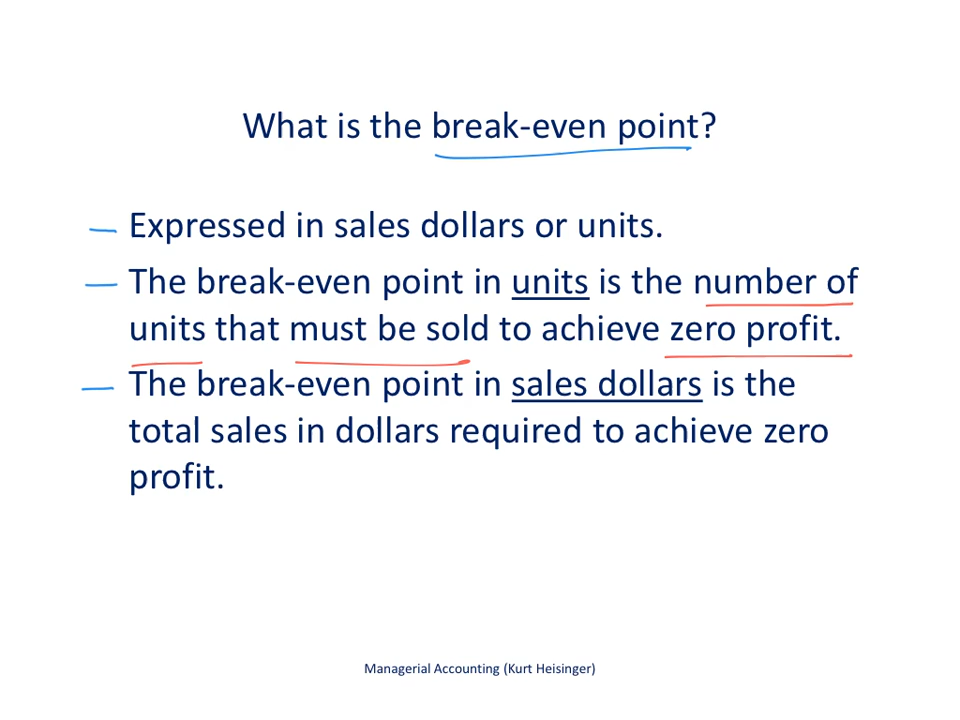 What is the break-even point?
Expressed in sales dollars or units.
The break-even point in units is the number of
units that must be sold to achieve zero profit.
The break-even point in sales dollars is the
total sales in dollars required to achieve zero
profit.
Managerial Accounting (Kurt Heisinger)